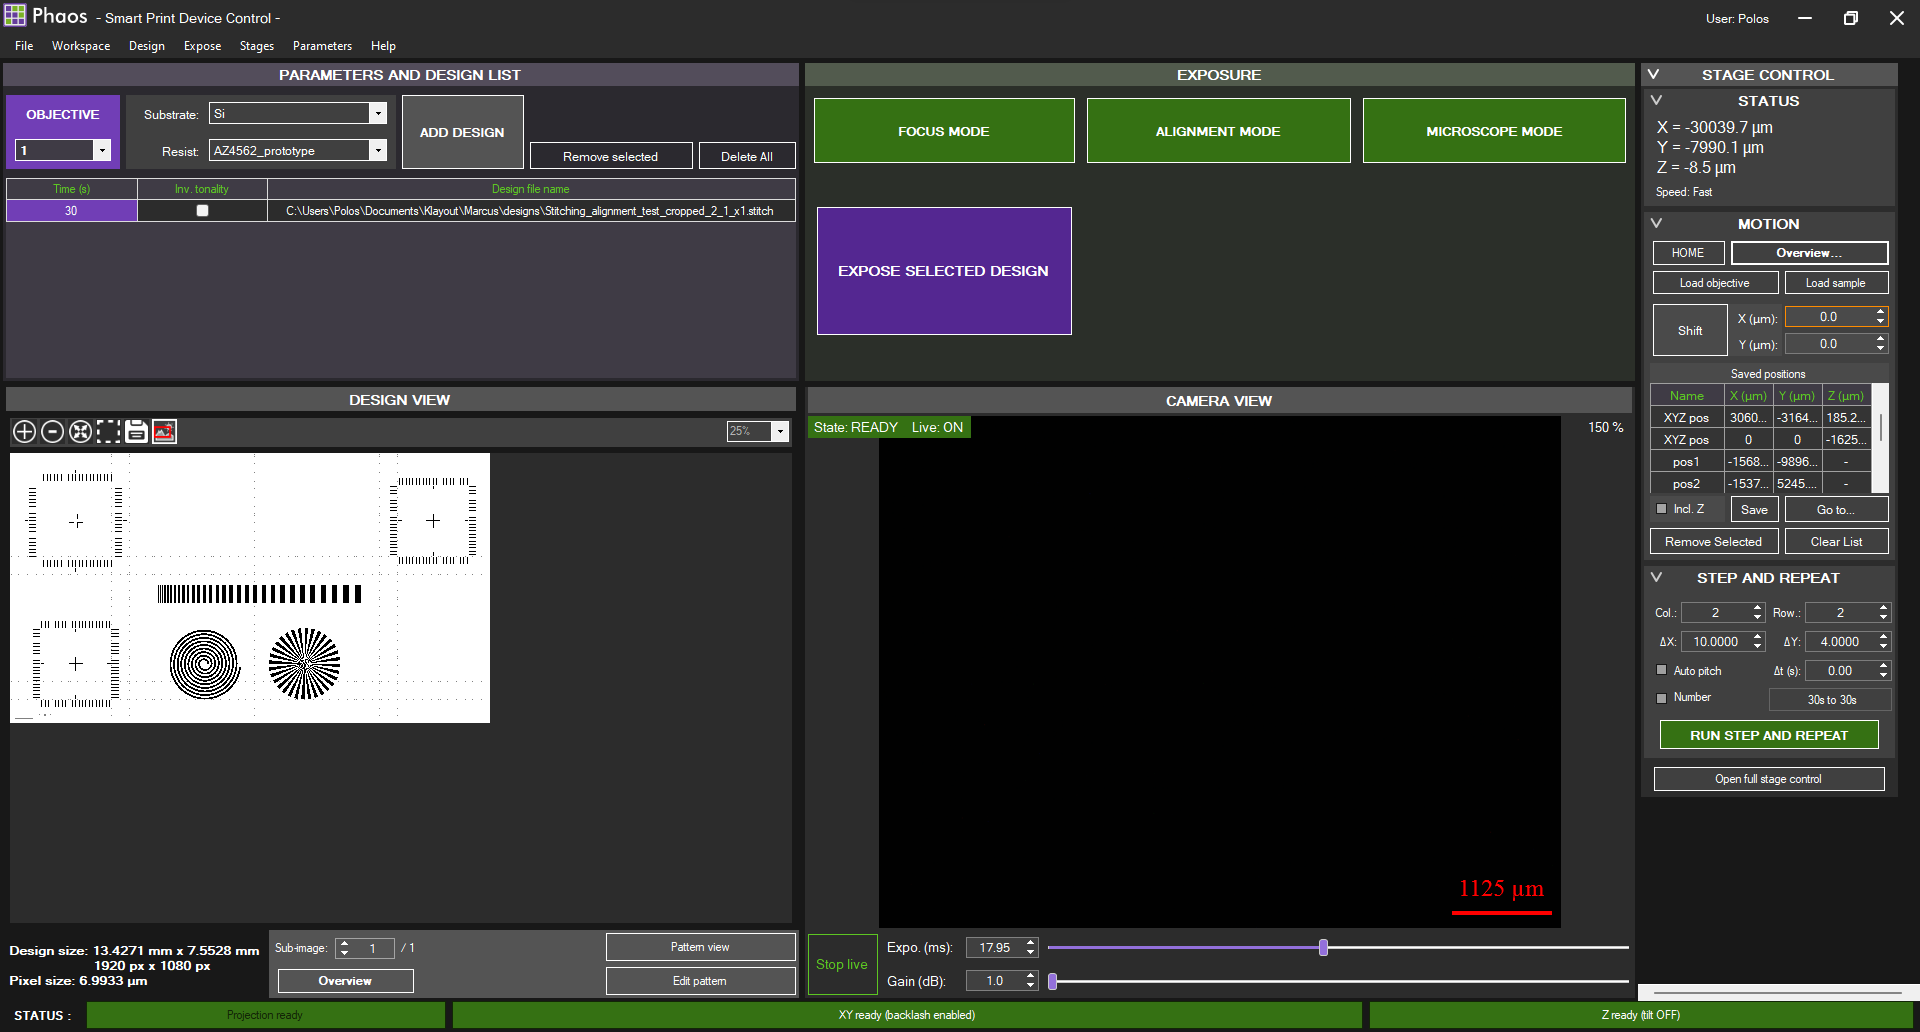 Phaos - Smart Print Device Control -
User: Polos
File Workspace Design Expose Stages Parameters Help
PARAMETERS AND DESIGN LIST
OBJECTIVE
1
Substrate: Si
Resist: AZ4562_prototype
ADD DESIGN
Remove selected
Delete All
Time (s) Inv. tonality Design file name
30 C:\Users\Polos\Documents\Klayout\Marcus\designs\Stitching_alignment_test_cropped_2_1_x1.stitch
EXPOSURE
FOCUS MODE
ALIGNMENT MODE
MICROSCOPE MODE
EXPOSE SELECTED DESIGN
DESIGN VIEW
25%
Design size: 13.4271 mm x 7.5528 mm
1920 px x 1080 px
Pixel size: 6.9933 µm
Sub-image: 1 / 1
Overview
Pattern view
Edit pattern
CAMERA VIEW
State: READY Live: ON
150 %
1125 µm
Stop live
Expo. (ms): 17.95
Gain (dB): 1.0
STAGE CONTROL
STATUS
X = -30039.7 µm
Y = -7990.1 µm
Z = -8.5 µm
Speed: Fast
MOTION
HOME
Overview...
Load objective
Load sample
Shift
X (µm): 0.0
Y (µm): 0.0
Saved positions
Name X (µm) Y (µm) Z (µm)
XYZ pos 3060... -3164... 185.2...
XYZ pos 0 0 -1625...
pos1 -1568... -9896... -
pos2 -1537... 5245.... -
Incl. Z
Save
Go to...
Remove Selected
Clear List
STEP AND REPEAT
Col.: 2 Row.: 2
ΔX: 10.0000 ΔY: 4.0000
Auto pitch Δt (s): 0.00
Number 30s to 30s
RUN STEP AND REPEAT
Open full stage control
STATUS : Projection ready XY ready (backlash enabled) Z ready (tilt OFF)